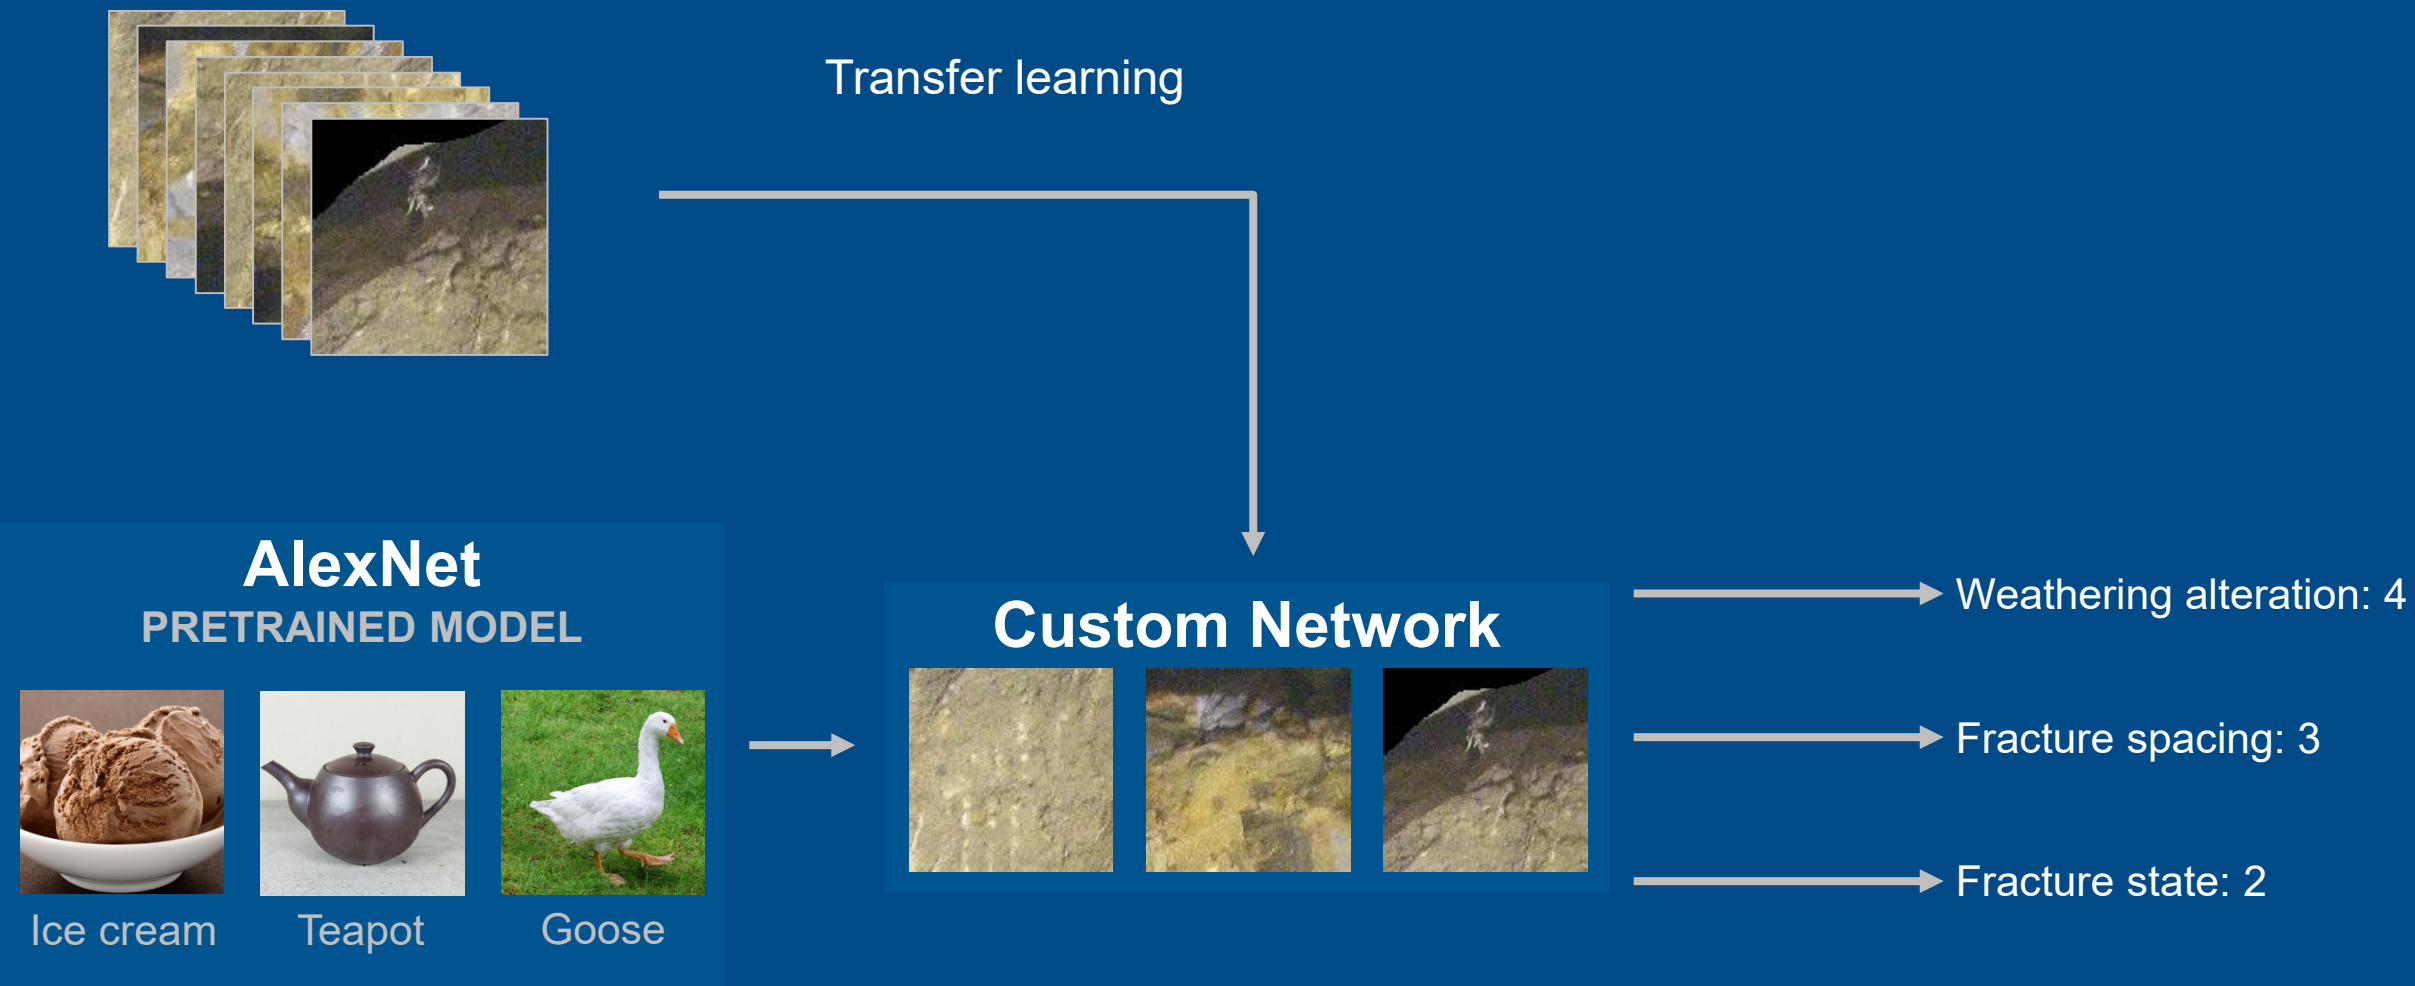 Transfer learning
AlexNet
PRETRAINED MODEL
Ice cream
Teapot
Goose
Custom Network
Weathering alteration: 4
Fracture spacing: 3
Fracture state: 2